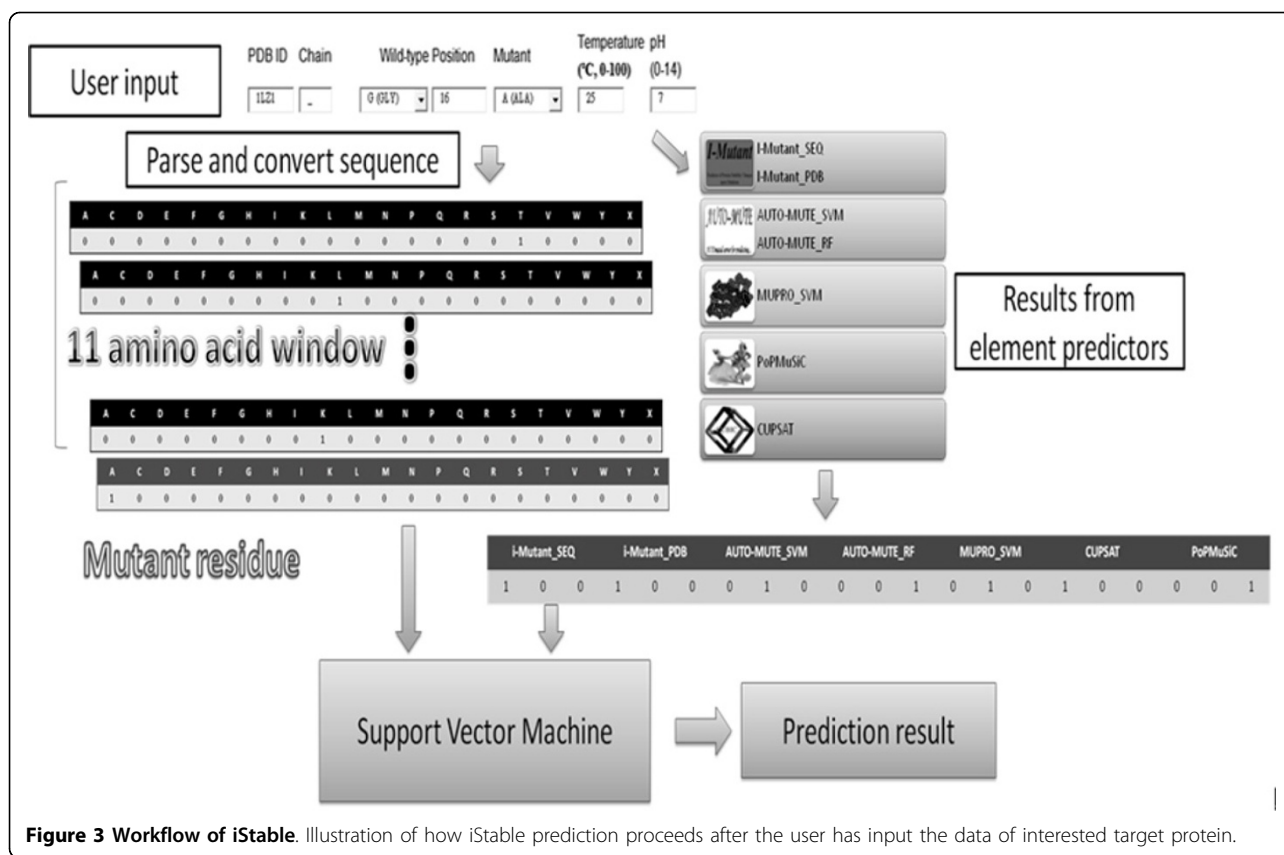 User input
PDB ID Chain Wild-type Position Mutant Temperature pH
(°C, 0-100) (0-14)
1LZ1 _ G (GLY) 16 A (ALA) 25 7
Parse and convert sequence
A C D E F G H I K L M N P Q R S T V W Y X
0 0 0 0 0 0 0 0 0 0 0 0 0 0 0 0 1 0 0 0 0
A C D E F G H I K L M N P Q R S T V W Y X
0 0 0 0 0 0 0 0 0 1 0 0 0 0 0 0 0 0 0 0 0
11 amino acid window
A C D E F G H I K L M N P Q R S T V W Y X
0 0 0 0 0 0 0 0 1 0 0 0 0 0 0 0 0 0 0 0 0
A C D E F G H I K L M N P Q R S T V W Y X
1 0 0 0 0 0 0 0 0 0 0 0 0 0 0 0 0 0 0 0 0
Mutant residue
I-Mutant
I-Mutant_SEQ
I-Mutant_PDB
AUTO-MUTE
AUTO-MUTE_SVM
AUTO-MUTE_RF
MUPRO_SVM
PoPMuSiC
CUPSAT
Results from
element predictors
i-Mutant_SEQ i-Mutant_PDB AUTO-MUTE_SVM AUTO-MUTE_RF MUPRO_SVM CUPSAT PoPMuSiC
1 0 0 1 0 0 0 1 0 0 0 1 0 1 0 1 0 0 0 0 1
Support Vector Machine
Prediction result
Figure 3 Workflow of iStable. Illustration of how iStable prediction proceeds after the user has input the data of interested target protein.